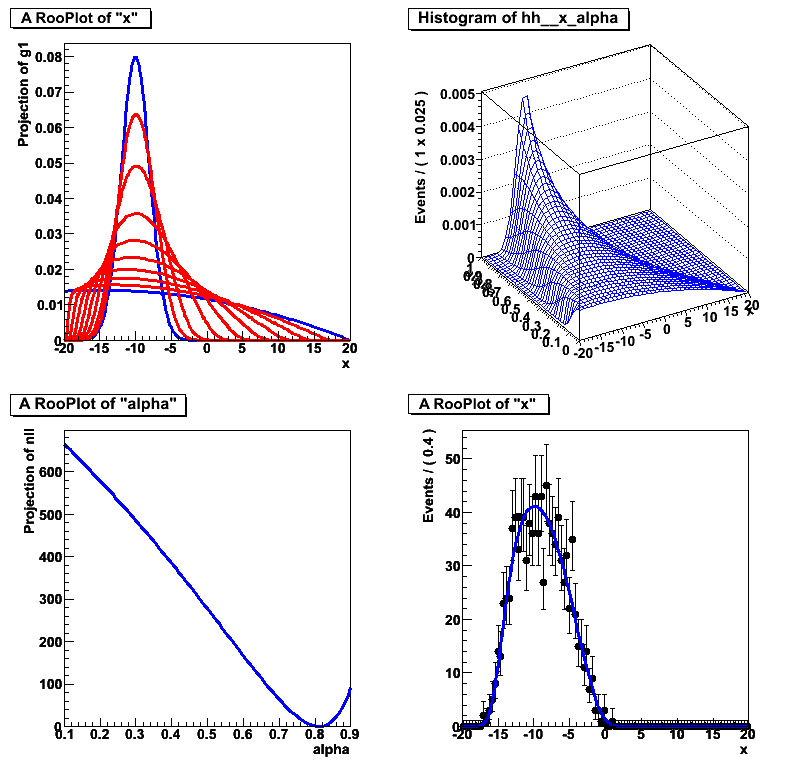 A RooPlot of "x"
Projection of g1
0.08
0.07
0.06
0.05
0.04
0.03
0.02
0.01
0
-20 -15 -10 -5 0 5 10 15 20
x
Histogram of hh__x_alpha
Events / ( 1 x 0.025 )
0.005
0.004
0.003
0.002
0.001
0
0.7
0.6
0.5
0.4
0.3
0.2
0.1
0
-20 -15 -10 -5 0 5 10 15 20
x
A RooPlot of "alpha"
Projection of nll
600
500
400
300
200
100
0
0.1 0.2 0.3 0.4 0.5 0.6 0.7 0.8 0.9
alpha
A RooPlot of "x"
Events / ( 0.4 )
50
40
30
20
10
0
-20 -15 -10 -5 0 5 10 15 20
x